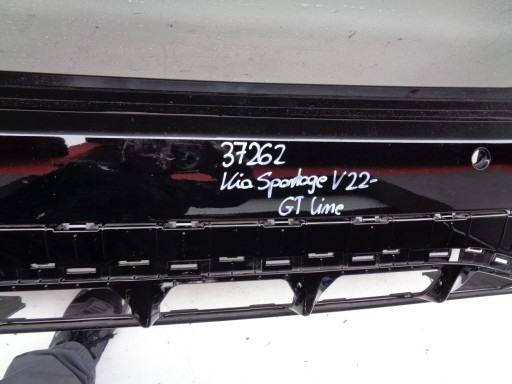 37262
Kia Sportage V 22-
GT Line